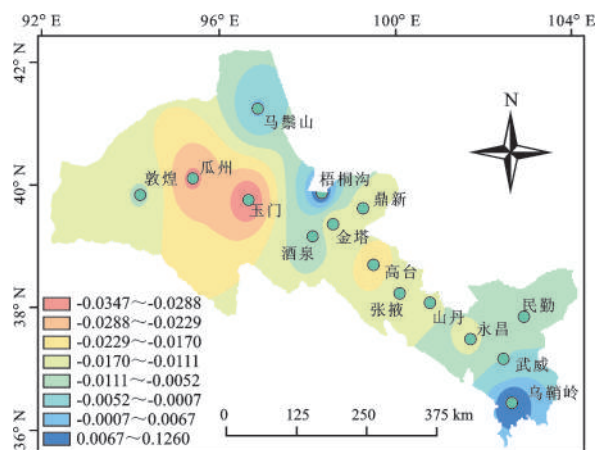 92° E 96° E 100° E 104° E
42° N
40° N
38° N
36° N
N
马鬃山
敦煌
瓜州
玉门
梧桐沟
鼎新
金塔
酒泉
高台
张掖
山丹
民勤
永昌
武威
乌鞘岭
-0.0347～-0.0288
-0.0288～-0.0229
-0.0229～-0.0170
-0.0170～-0.0111
-0.0111～-0.0052
-0.0052～-0.0007
-0.0007～0.0067
0.0067～0.1260
0 125 250 375 km